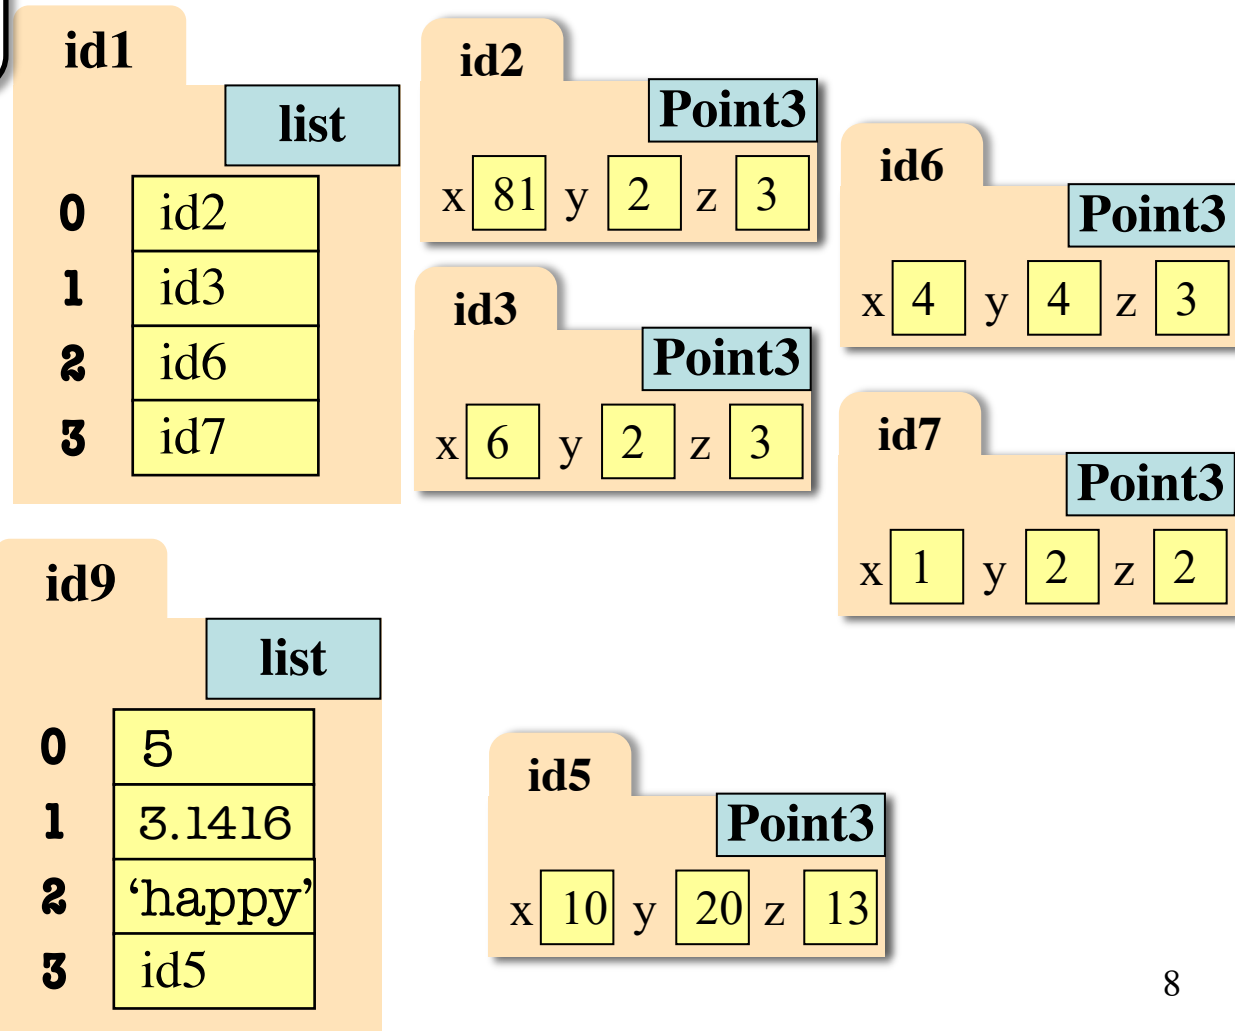 id1
list
0 id2
1 id3
2 id6
3 id7
id2
Point3
x 81 y 2 z 3
id3
Point3
x 6 y 2 z 3
id6
Point3
x 4 y 4 z 3
id7
Point3
x 1 y 2 z 2
id9
list
0 5
1 3.1416
2 ‘happy’
3 id5
id5
Point3
x 10 y 20 z 13
8